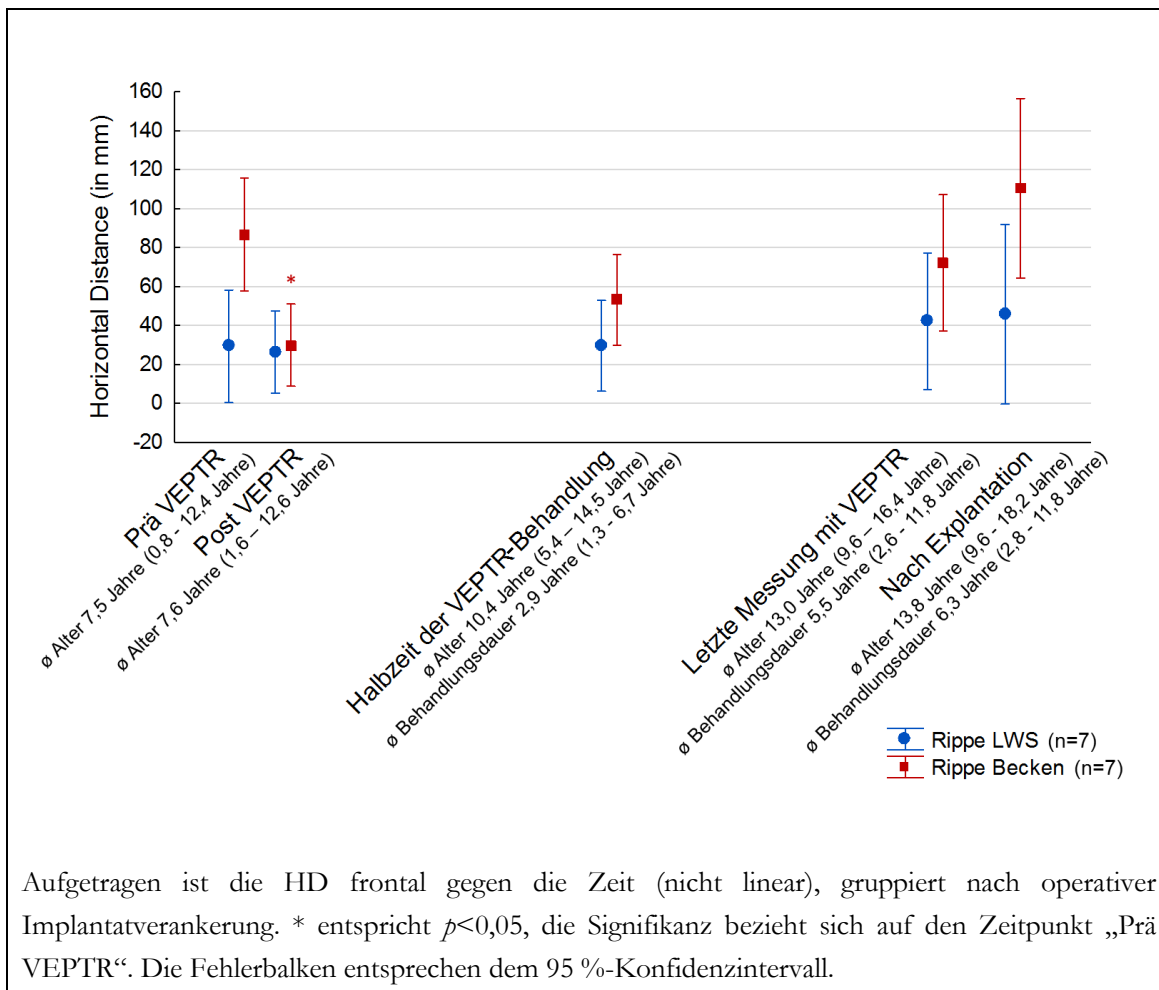 Horizontal Distance (in mm)
160
140
120
100
80
60
40
20
0
-20
*
Prä VEPTR
ø Alter 7,5 Jahre (0,8 - 12,4 Jahre)
Post VEPTR
ø Alter 7,6 Jahre (1,6 – 12,6 Jahre)
Halbzeit der VEPTR-Behandlung
ø Alter 10,4 Jahre (5,4 – 14,5 Jahre)
ø Behandlungsdauer 2,9 Jahre (1,3 - 6,7 Jahre)
Letzte Messung mit VEPTR
ø Alter 13,0 Jahre (9,6 – 16,4 Jahre)
ø Behandlungsdauer 5,5 Jahre (2,6 - 11,8 Jahre)
Nach Explantation
ø Alter 13,8 Jahre (9,6 - 18,2 Jahre)
ø Behandlungsdauer 6,3 Jahre (2,8 - 11,8 Jahre)
Rippe LWS (n=7)
Rippe Becken (n=7)
Aufgetragen ist die HD frontal gegen die Zeit (nicht linear), gruppiert nach operativer
Implantatverankerung. * entspricht p<0,05, die Signifikanz bezieht sich auf den Zeitpunkt „Prä
VEPTR“. Die Fehlerbalken entsprechen dem 95 %-Konfidenzintervall.